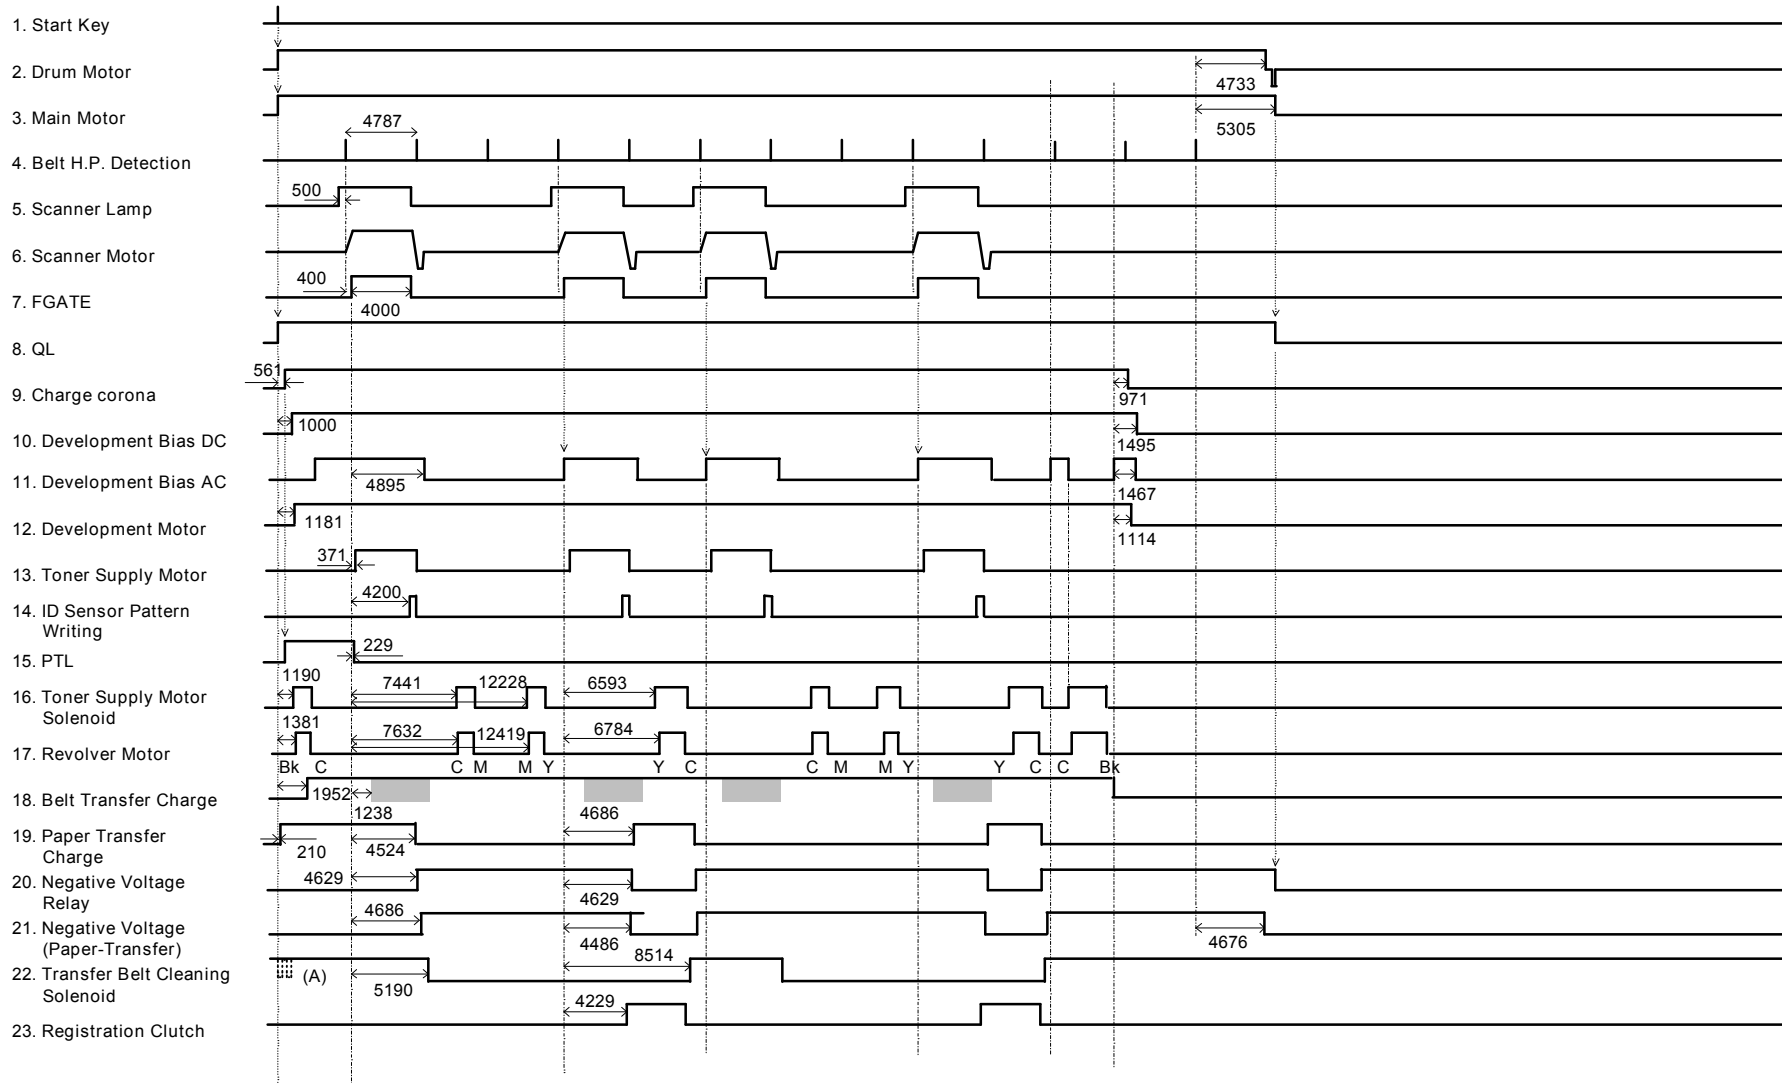 1. Start Key
2. Drum Motor
4733
3. Main Motor
4787
5305
4. Belt H.P. Detection
500
5. Scanner Lamp
6. Scanner Motor
400
7. FGATE
4000
8. QL
561
9. Charge corona
971
1000
10. Development Bias DC
1495
11. Development Bias AC
4895
1467
12. Development Motor
1181
1114
371
13. Toner Supply Motor
4200
14. ID Sensor Pattern
Writing
15. PTL
229
1190 7441 12228 6593
16. Toner Supply Motor
Solenoid
1381 7632 12419 6784
17. Revolver Motor
Bk C C M M Y Y C C M M Y Y C C Bk
18. Belt Transfer Charge
1952
1238 4686
19. Paper Transfer
Charge
210 4524
20. Negative Voltage
Relay
4629
4629
4686
21. Negative Voltage
(Paper-Transfer)
4486
4676
8514
22. Transfer Belt Cleaning
Solenoid
(A)
5190
4229
23. Registration Clutch